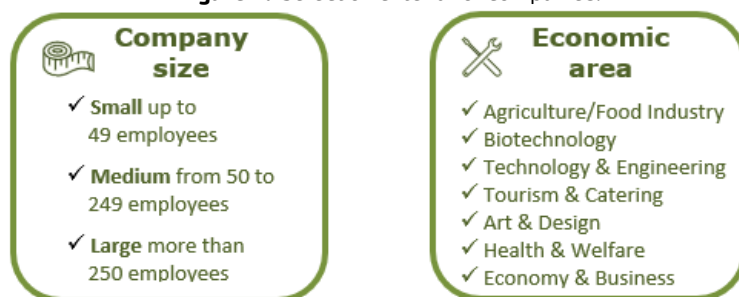 Company
size
✓ Small up to
49 employees
✓ Medium from 50 to
249 employees
✓ Large more than
250 employees
Economic
area
✓ Agriculture/Food Industry
✓ Biotechnology
✓ Technology & Engineering
✓ Tourism & Catering
✓ Art & Design
✓ Health & Welfare
✓ Economy & Business